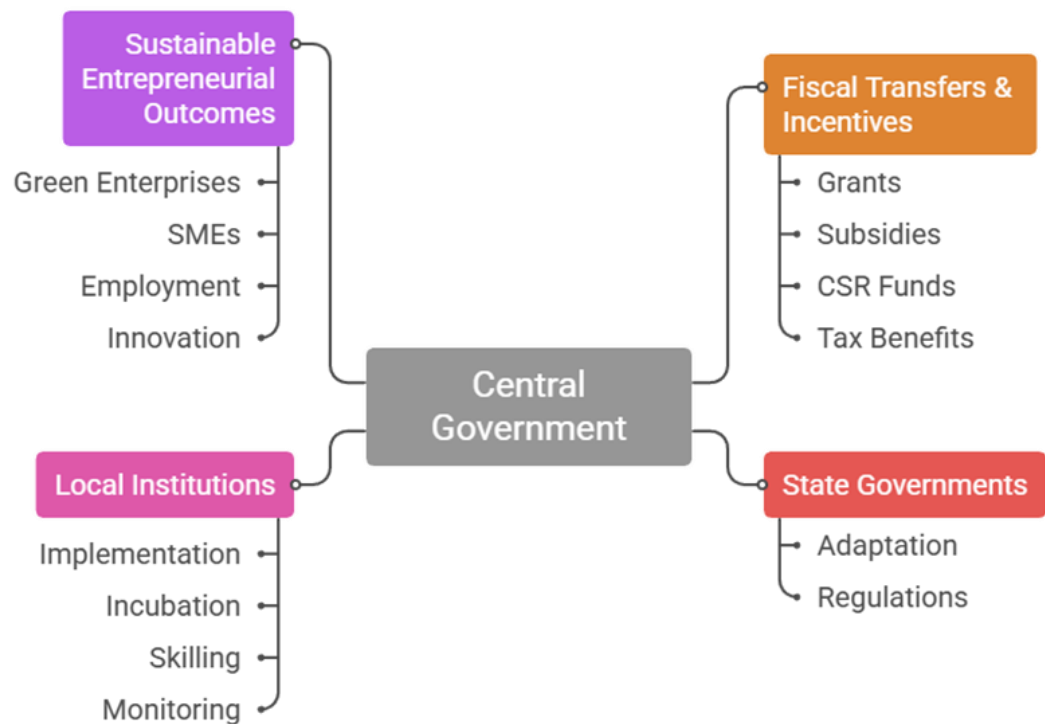 Sustainable
Entrepreneurial
Outcomes
Green Enterprises
SMEs
Employment
Innovation
Fiscal Transfers &
Incentives
Grants
Subsidies
CSR Funds
Tax Benefits
Central
Government
Local Institutions
Implementation
Incubation
Skilling
Monitoring
State Governments
Adaptation
Regulations